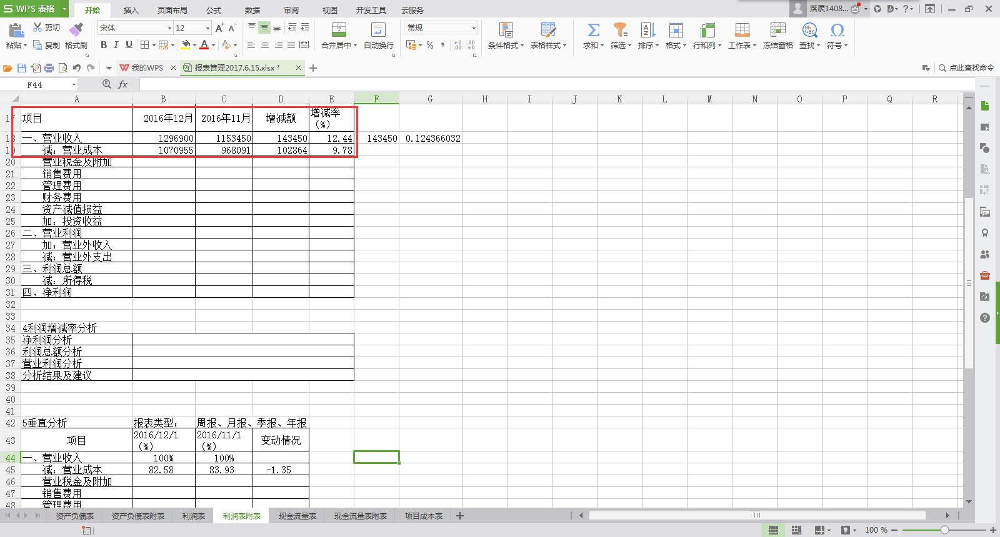 WPS 表格
开始 插入 页面布局 公式 数据 审阅 视图 开发工具 云服务 落辰1408...
粘贴 剪切 复制 格式刷 宋体 12 B I U 合并居中 自动换行 常规 条件格式 表格样式 求和 筛选 排序 格式 行和列 工作表 冻结窗格 查找 符号
我的WPS 报表管理2017.6.15.xlsx * 点此查找命令
F44 fx
A B C D E F G H I J K L M N O P Q R
17 项目 2016年12月 2016年11月 增减额 增减率(%)
18 一、营业收入 1296900 1153450 143450 12.44 143450 0.124366032
19 减：营业成本 1070955 968091 102864 9.78
20 营业税金及附加
21 销售费用
22 管理费用
23 财务费用
24 资产减值损益
25 加：投资收益
26 二、营业利润
27 加：营业外收入
28 减：营业外支出
29 三、利润总额
30 减：所得税
31 四、净利润
32
33
34 4利润增减率分析
35 净利润分析
36 利润总额分析
37 营业利润分析
38 分析结果及建议
39
40
41
42 5垂直分析 报表类型： 周报、月报、季报、年报
43 项目 2016/12/1(%) 2016/11/1(%) 变动情况
44 一、营业收入 100% 100%
45 减：营业成本 82.58 83.93 -1.35
46 营业税金及附加
47 销售费用
48 管理费用
资产负债表 资产负债表附表 利润表 利润表附表 现金流量表 现金流量表附表 项目成本表
100 %